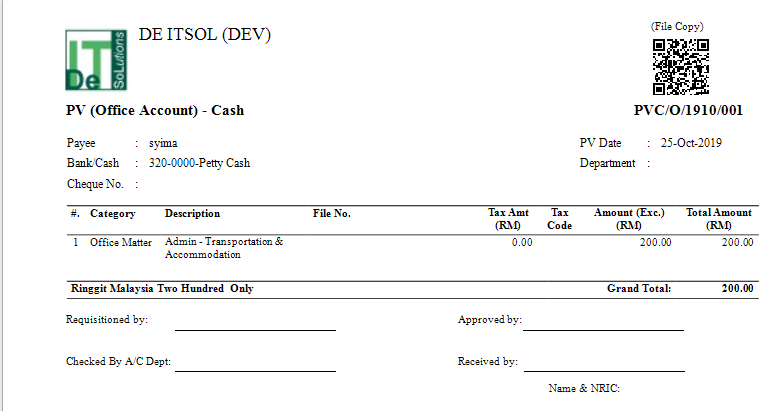 DE ITSOL (DEV)
IT
De
SoLutions
(File Copy)
PV (Office Account) - Cash
PVC/O/1910/001
Payee : syima
PV Date : 25-Oct-2019
Bank/Cash : 320-0000-Petty Cash
Department :
Cheque No. :
#. Category Description File No. Tax Amt (RM) Tax Code Amount (Exc.) (RM) Total Amount (RM)
1 Office Matter Admin - Transportation & Accommodation 0.00 200.00 200.00
Ringgit Malaysia Two Hundred Only Grand Total: 200.00
Requisitioned by:
Approved by:
Checked By A/C Dept:
Received by:
Name & NRIC: